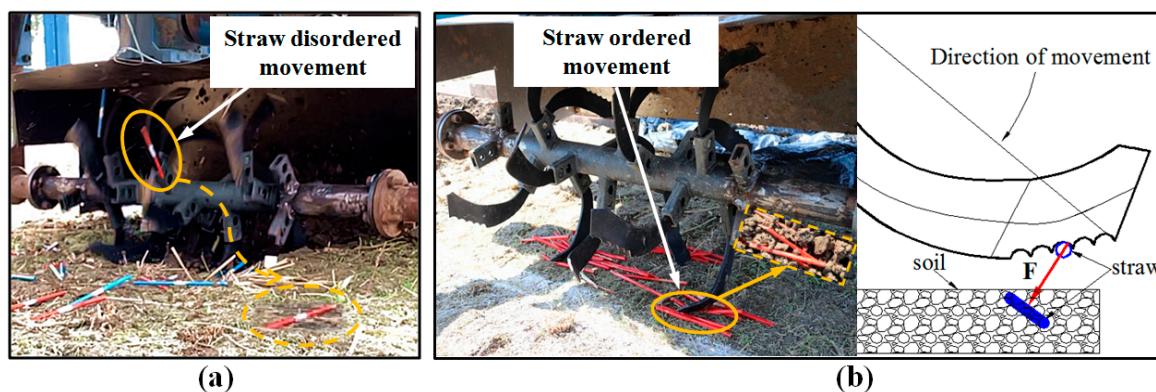 Straw disordered
movement
Straw ordered
movement
Direction of movement
soil
F
straw
(a)
(b)